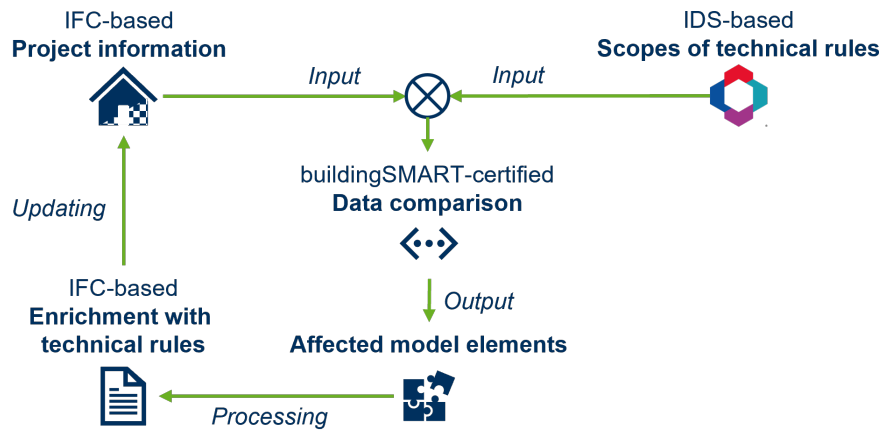 IFC-based
Project information
IDS-based
Scopes of technical rules
Input
Input
buildingSMART-certified
Data comparison
Updating
Output
IFC-based
Enrichment with
technical rules
Affected model elements
Processing